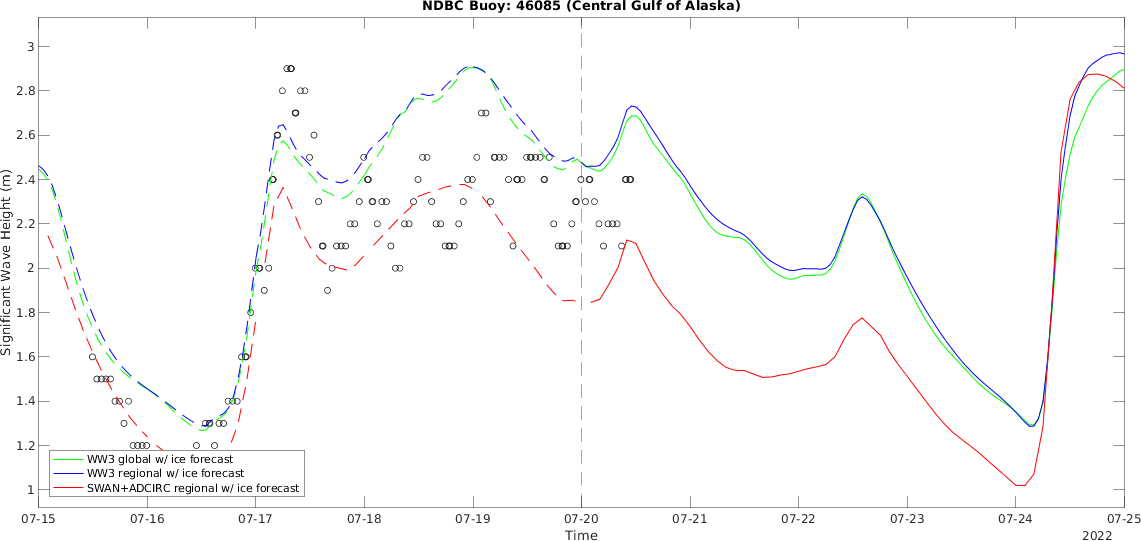 NDBC Buoy: 46085 (Central Gulf of Alaska)
3
2.8
2.6
2.4
2.2
2
1.8
1.6
1.4
1.2
1
Significant Wave Height (m)
WW3 global w/ ice forecast
WW3 regional w/ ice forecast
SWAN+ADCIRC regional w/ ice forecast
07-15 07-16 07-17 07-18 07-19 07-20 07-21 07-22 07-23 07-24 07-25
Time
2022